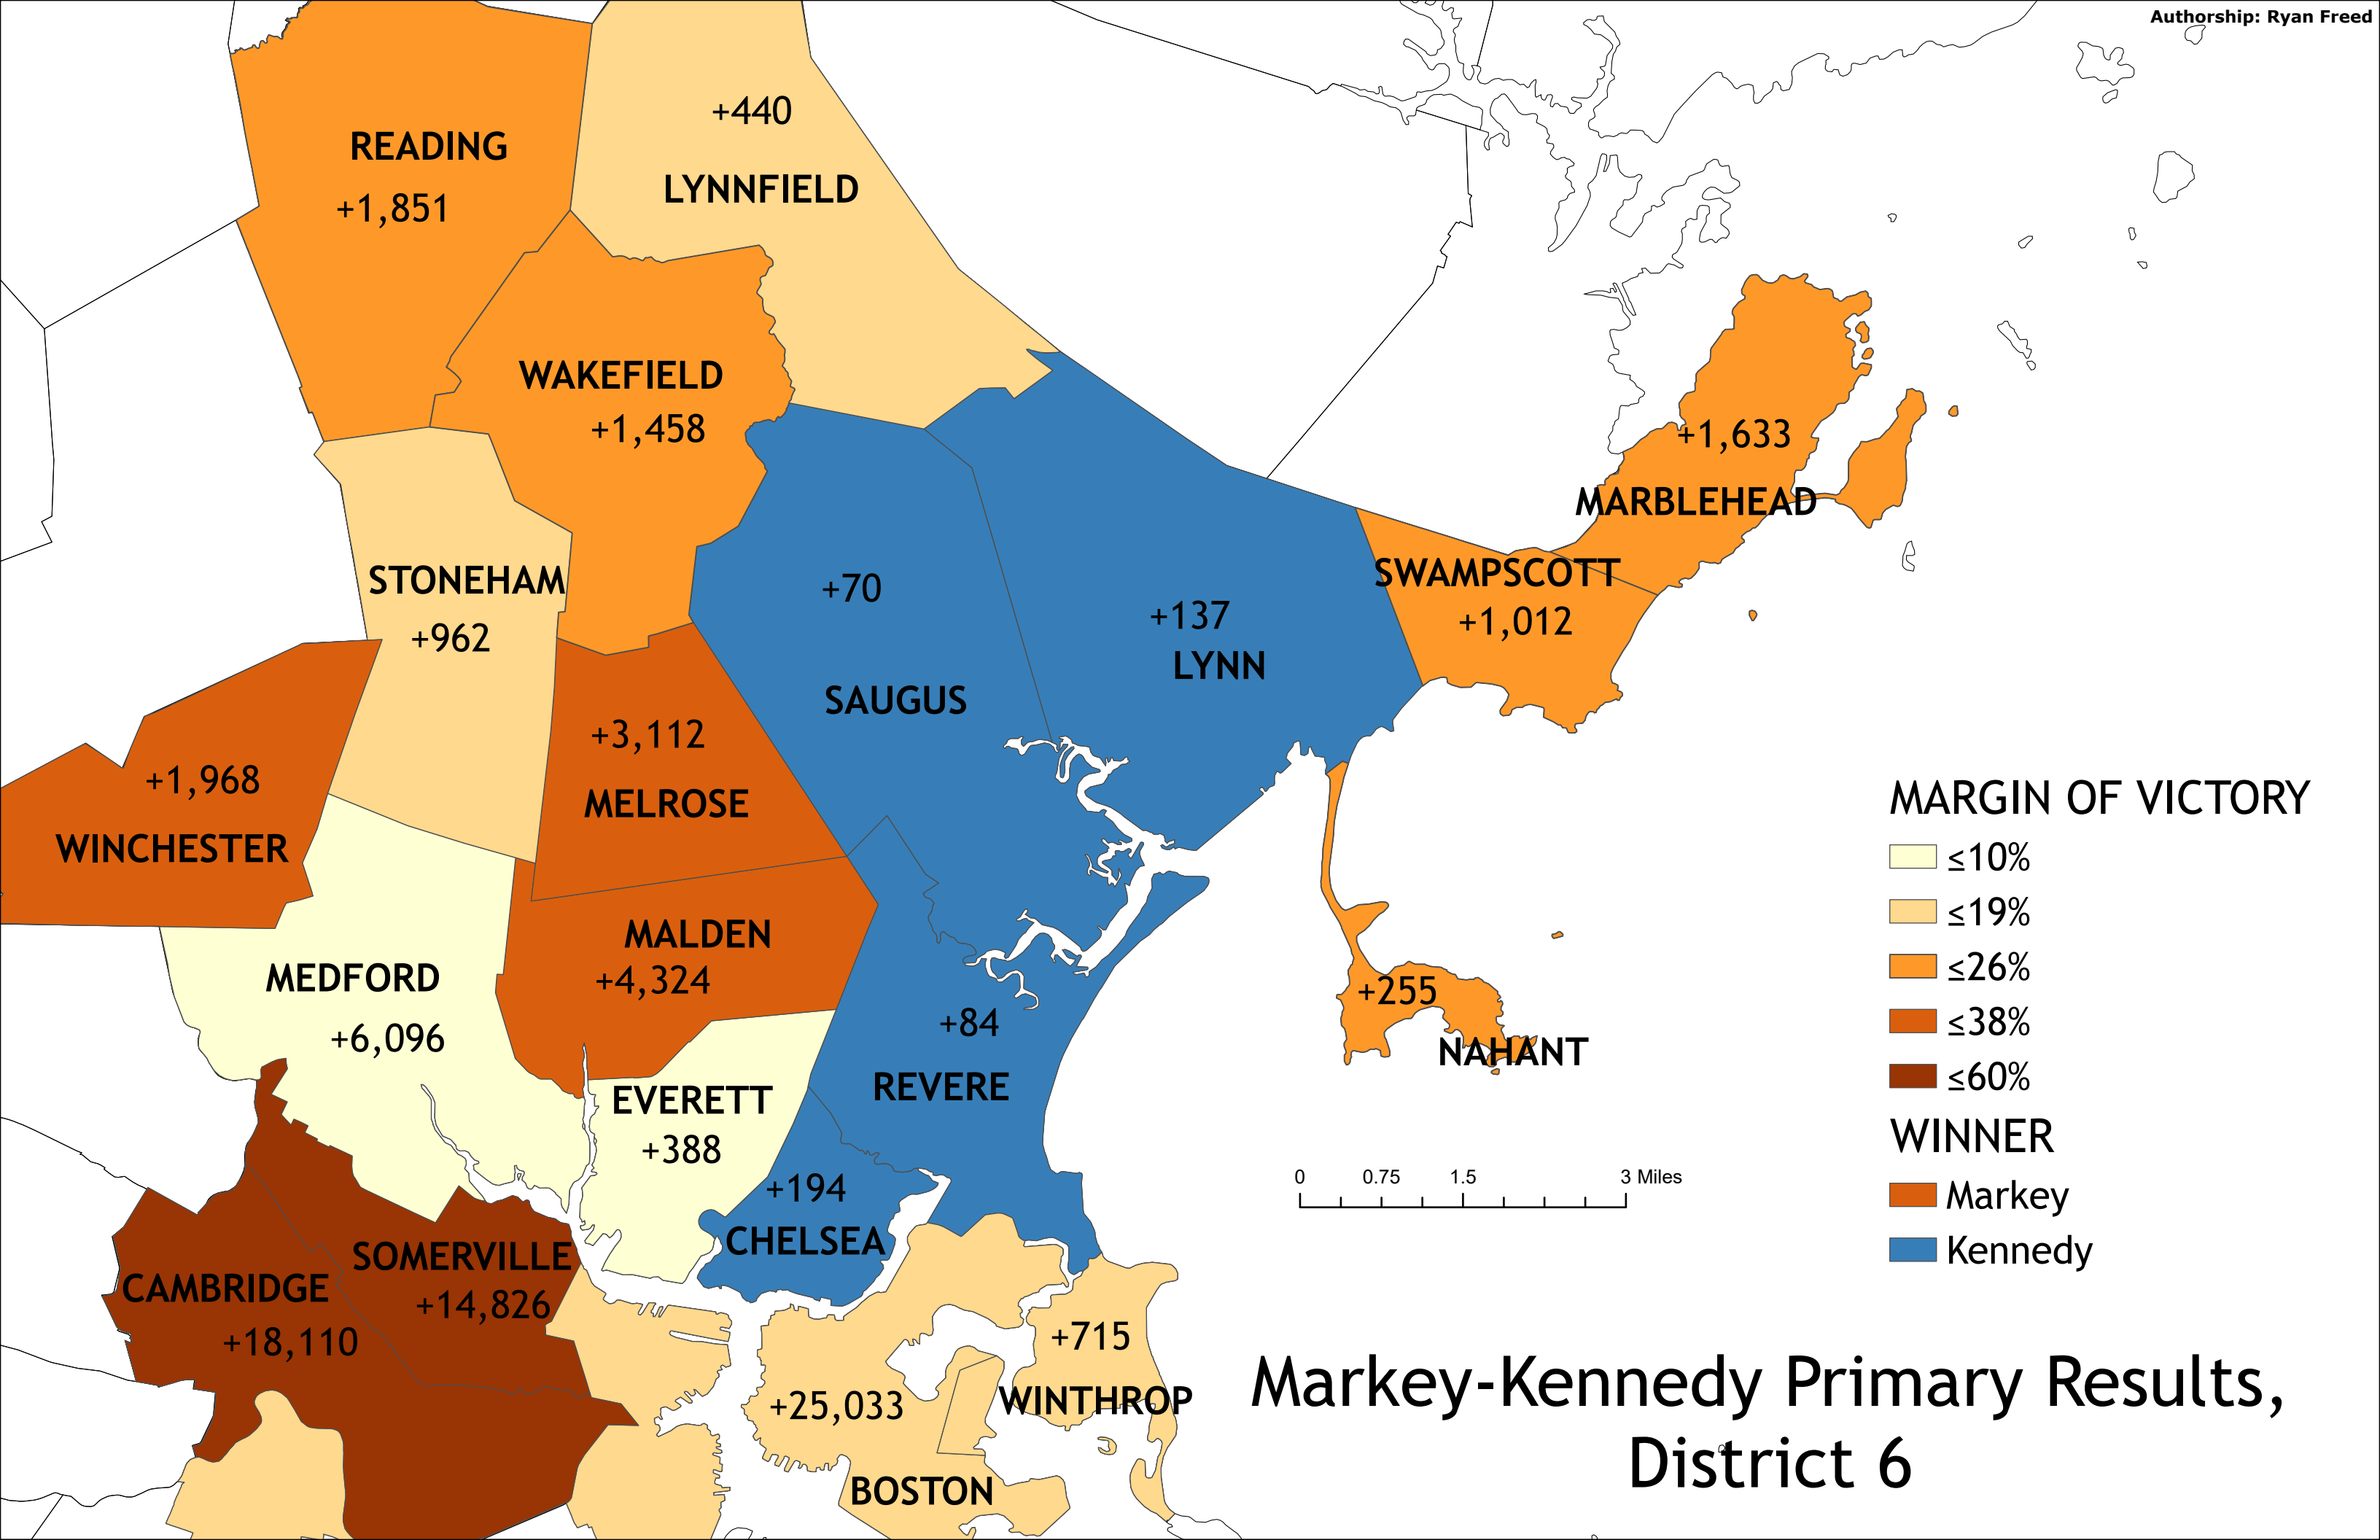 Authorship: Ryan Freed
+440
READING
LYNNFIELD
+1,851
WAKEFIELD
+1,458
+1,633
MARBLEHEAD
STONEHAM
+962
+70
SAUGUS
+137
LYNN
SWAMPSCOTT
+1,012
+3,112
MELROSE
+1,968
WINCHESTER
MALDEN
+4,324
MEDFORD
+6,096
+84
REVERE
+255
NAHANT
EVERETT
+388
+194
CHELSEA
SOMERVILLE
+14,826
CAMBRIDGE
+18,110
+715
WINTHROP
+25,033
BOSTON
MARGIN OF VICTORY
≤10%
≤19%
≤26%
≤38%
≤60%
WINNER
Markey
Kennedy
0 0.75 1.5 3 Miles
Markey-Kennedy Primary Results,
District 6